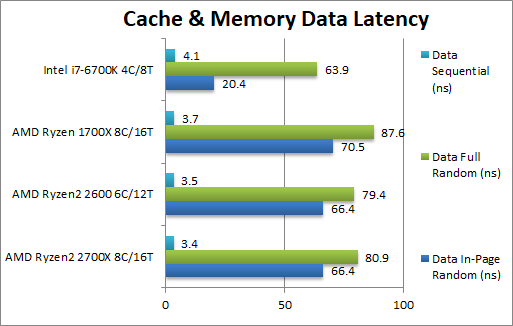 Cache & Memory Data Latency
Intel i7-6700K 4C/8T
4.1
63.9
20.4
AMD Ryzen 1700X 8C/16T
3.7
87.6
70.5
AMD Ryzen2 2600 6C/12T
3.5
79.4
66.4
AMD Ryzen2 2700X 8C/16T
3.4
80.9
66.4
0
50
100
Data
Sequential
(ns)
Data Full
Random (ns)
Data In-Page
Random (ns)